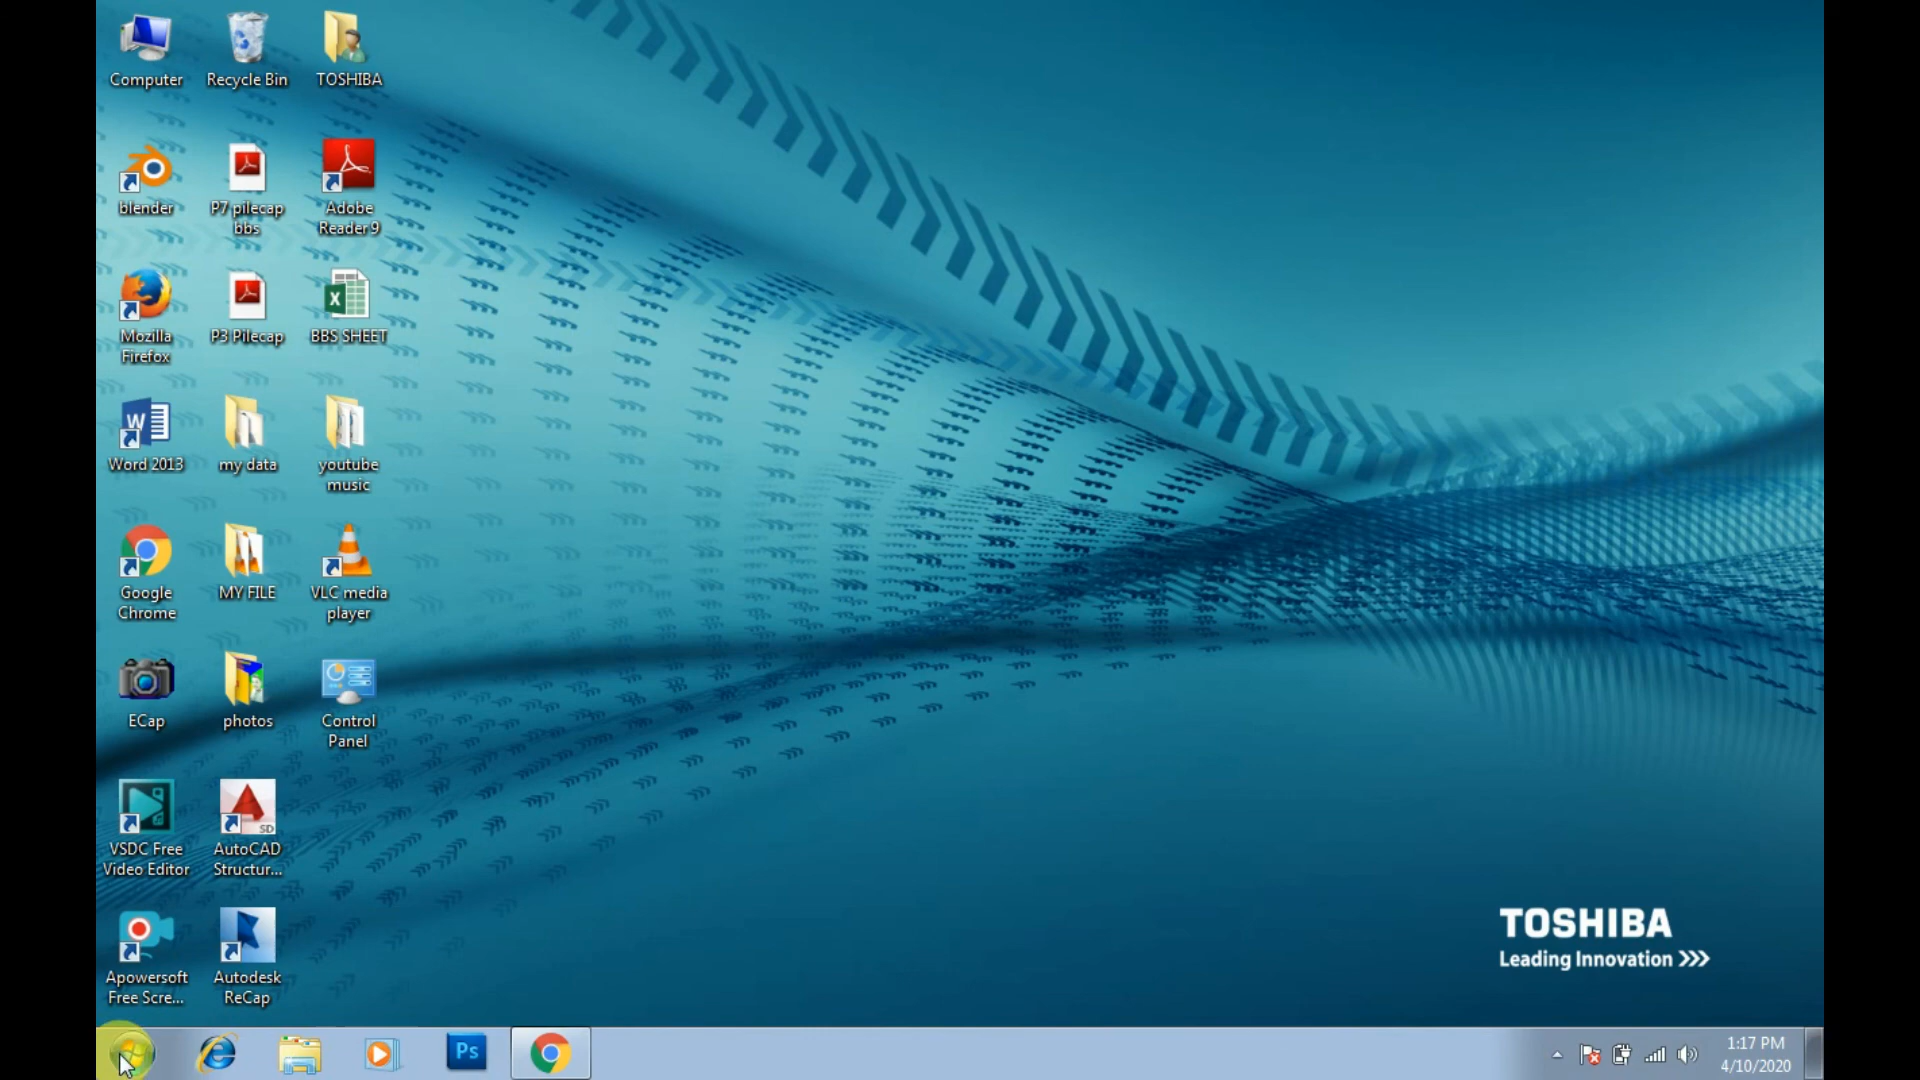 Computer
Recycle Bin
TOSHIBA
blender
P7 pilecap
bbs
Adobe
Reader 9
Mozilla
Firefox
P3 Pilecap
BBS SHEET
Word 2013
my data
youtube
music
Google
Chrome
MY FILE
VLC media
player
ECap
photos
Control
Panel
VSDC Free
Video Editor
AutoCAD
Structur...
SD
Apowersoft
Free Scre...
Autodesk
ReCap
TOSHIBA
Leading Innovation >>>
Ps
1:17 PM
4/10/2020